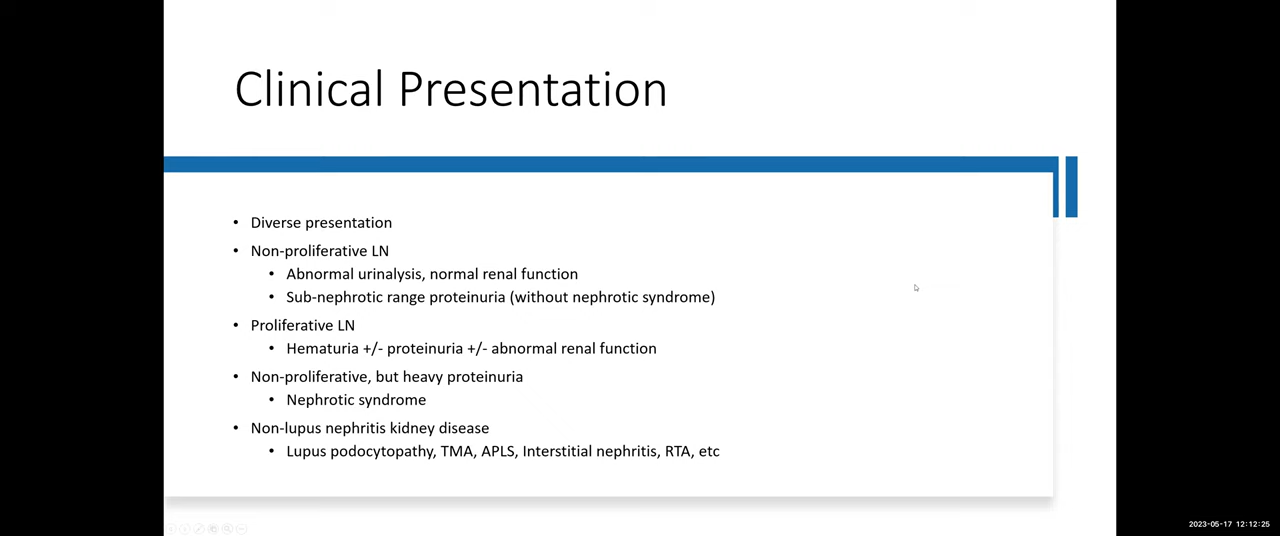 Clinical Presentation
• Diverse presentation
• Non-proliferative LN
• Abnormal urinalysis, normal renal function
• Sub-nephrotic range proteinuria (without nephrotic syndrome)
• Proliferative LN
• Hematuria +/- proteinuria +/- abnormal renal function
• Non-proliferative, but heavy proteinuria
• Nephrotic syndrome
• Non-lupus nephritis kidney disease
• Lupus podocytopathy, TMA, APLS, Interstitial nephritis, RTA, etc
2023-05-17 12:12:25